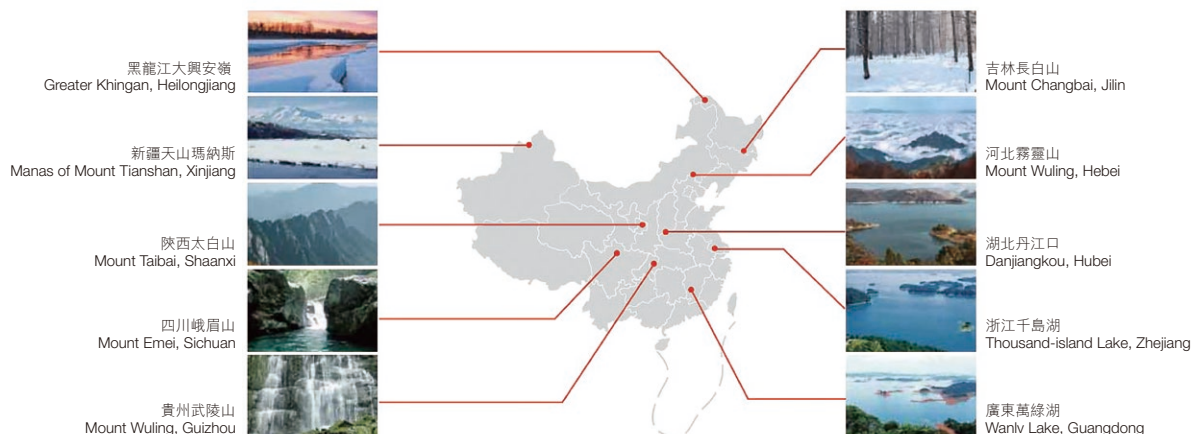 黑龍江大興安嶺
Greater Khingan, Heilongjiang
新疆天山瑪納斯
Manas of Mount Tianshan, Xinjiang
陝西太白山
Mount Taibai, Shaanxi
四川峨眉山
Mount Emei, Sichuan
貴州武陵山
Mount Wuling, Guizhou
吉林長白山
Mount Changbai, Jilin
河北霧靈山
Mount Wuling, Hebei
湖北丹江口
Danjiangkou, Hubei
浙江千島湖
Thousand-island Lake, Zhejiang
廣東萬綠湖
Wanlv Lake, Guangdong